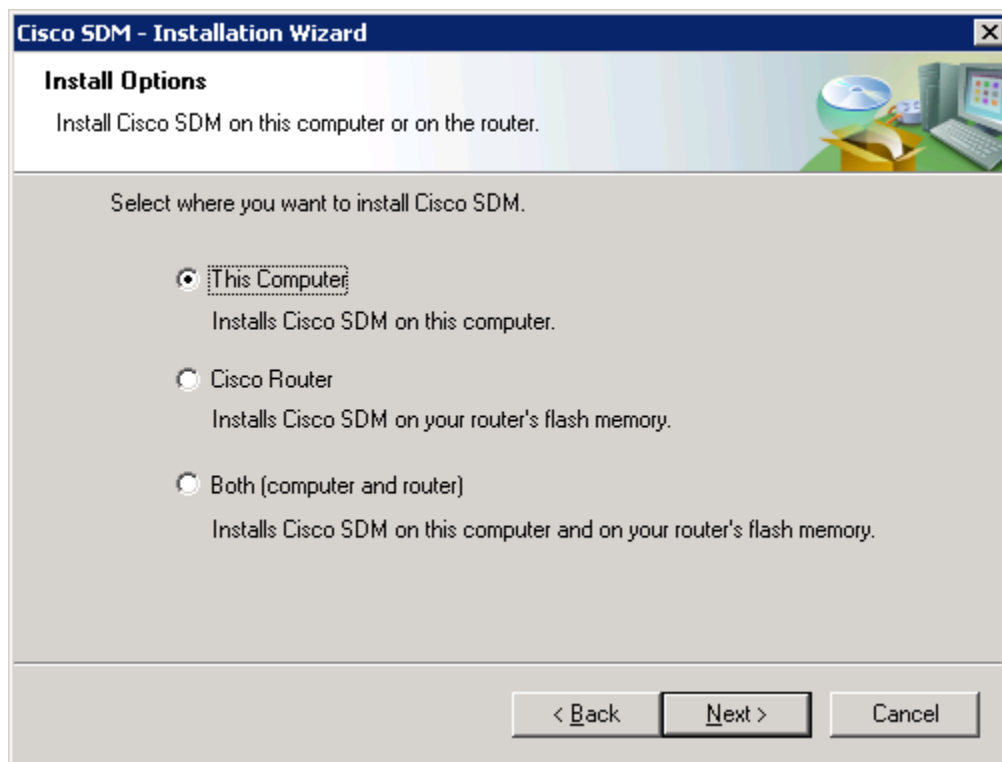 Cisco SDM - Installation Wizard
Install Options
Install Cisco SDM on this computer or on the router.
Select where you want to install Cisco SDM.
This Computer
Installs Cisco SDM on this computer.
Cisco Router
Installs Cisco SDM on your router's flash memory.
Both (computer and router)
Installs Cisco SDM on this computer and on your router's flash memory.
< Back
Next >
Cancel